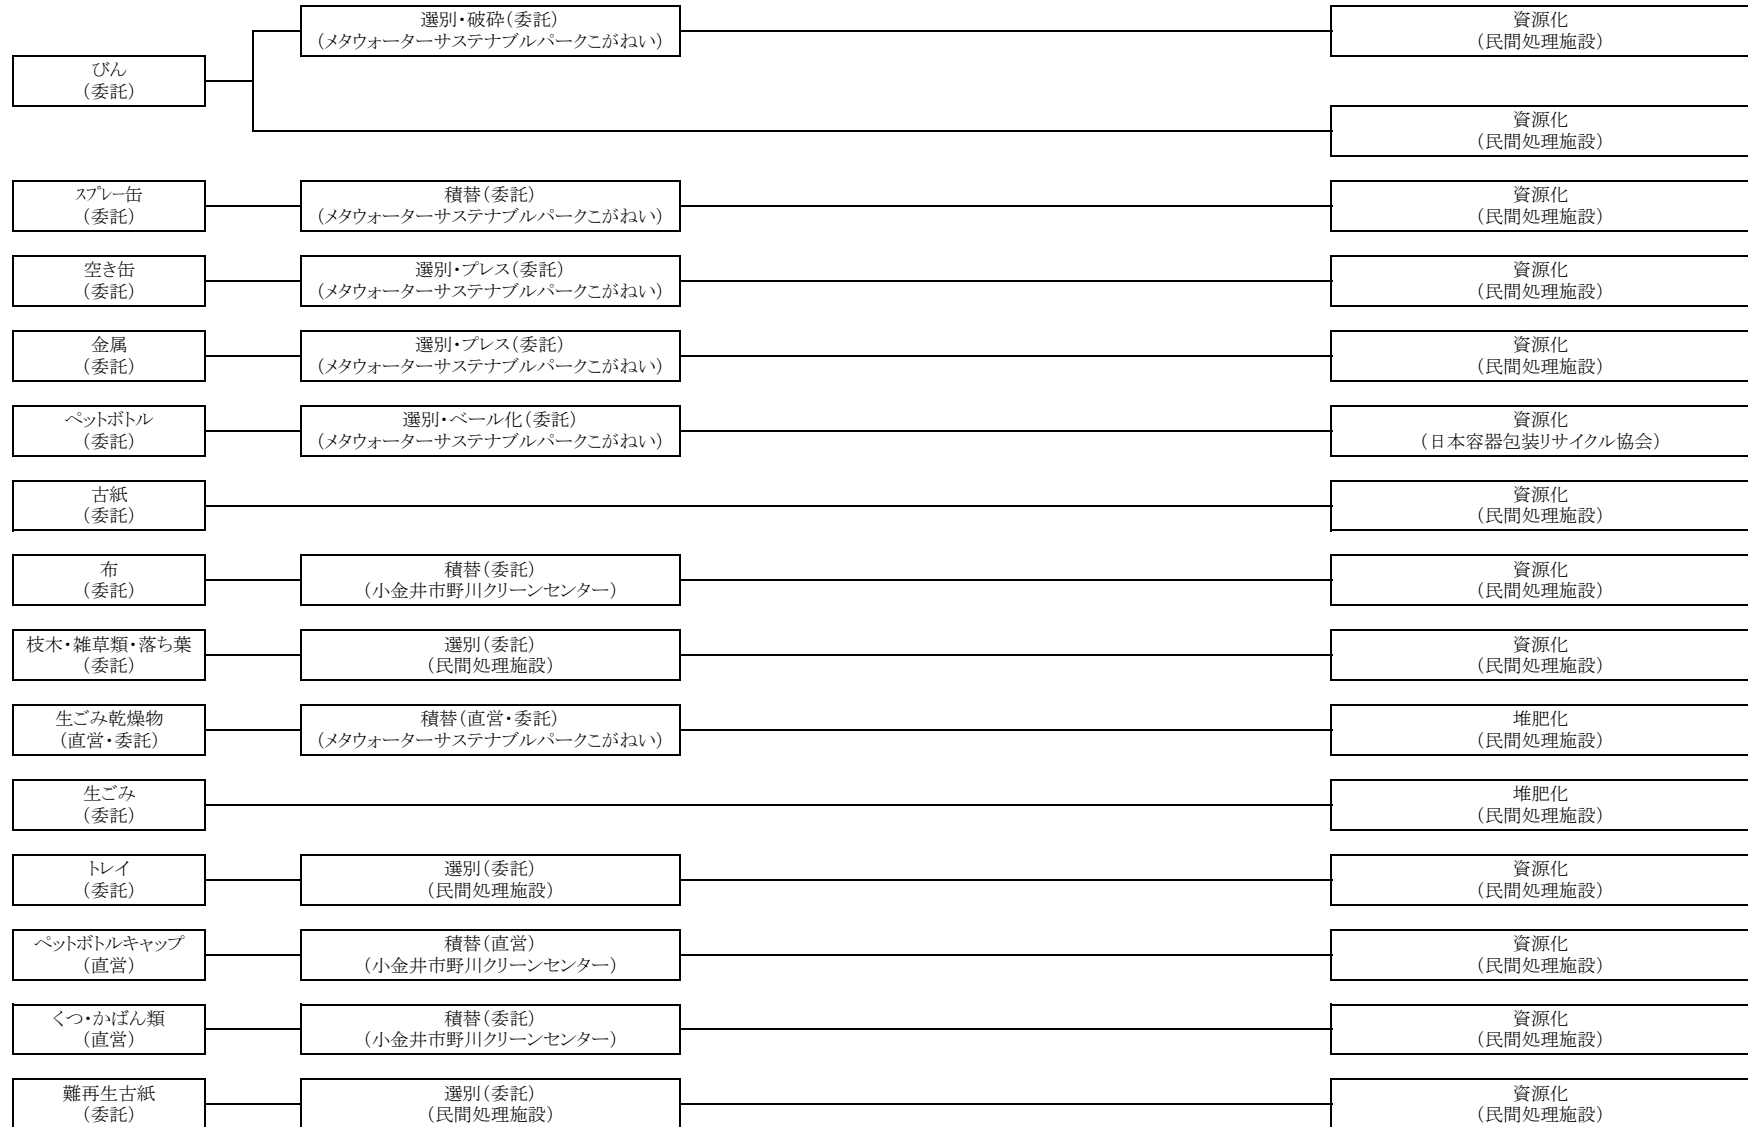 選別・破砕（委託）
（メタウォーターサステナブルパークこがねい）
資源化
（民間処理施設）
びん
（委託）
資源化
（民間処理施設）
スプレー缶
（委託）
積替（委託）
（メタウォーターサステナブルパークこがねい）
資源化
（民間処理施設）
空き缶
（委託）
選別・プレス（委託）
（メタウォーターサステナブルパークこがねい）
資源化
（民間処理施設）
金属
（委託）
選別・プレス（委託）
（メタウォーターサステナブルパークこがねい）
資源化
（民間処理施設）
ペットボトル
（委託）
選別・ベール化（委託）
（メタウォーターサステナブルパークこがねい）
資源化
（日本容器包装リサイクル協会）
古紙
（委託）
資源化
（民間処理施設）
布
（委託）
積替（委託）
（小金井市野川クリーンセンター）
資源化
（民間処理施設）
枝木・雑草類・落ち葉
（委託）
選別（委託）
（民間処理施設）
資源化
（民間処理施設）
生ごみ乾燥物
（直営・委託）
積替（直営・委託）
（メタウォーターサステナブルパークこがねい）
堆肥化
（民間処理施設）
生ごみ
（委託）
堆肥化
（民間処理施設）
トレイ
（委託）
選別（委託）
（民間処理施設）
資源化
（民間処理施設）
ペットボトルキャップ
（直営）
積替（直営）
（小金井市野川クリーンセンター）
資源化
（民間処理施設）
くつ・かばん類
（直営）
積替（委託）
（小金井市野川クリーンセンター）
資源化
（民間処理施設）
難再生古紙
（委託）
選別（委託）
（民間処理施設）
資源化
（民間処理施設）